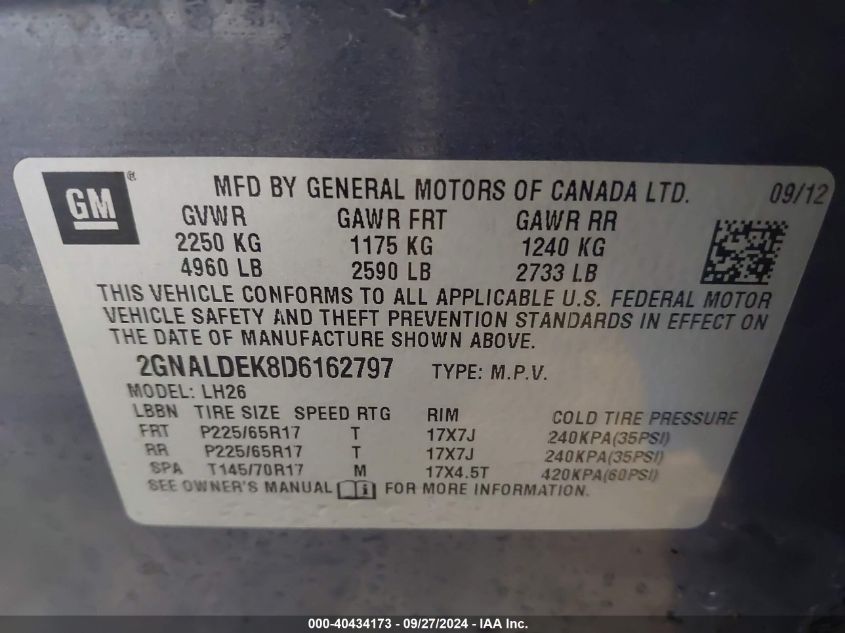 GM ® MFD BY GENERAL MOTORS OF CANADA LTD. 09/12
GVWR GAWR FRT GAWR RR
2250 KG 1175 KG 1240 KG
4960 LB 2590 LB 2733 LB
THIS VEHICLE CONFORMS TO ALL APPLICABLE U.S. FEDERAL MOTOR
VEHICLE SAFETY AND THEFT PREVENTION STANDARDS IN EFFECT ON
THE DATE OF MANUFACTURE SHOWN ABOVE.
2GNALDEK8D6162797 TYPE: M.P.V.
MODEL: LH26
LBBN TIRE SIZE SPEED RTG RIM COLD TIRE PRESSURE
FRT P225/65R17 T 17X7J 240KPA(35PSI)
RR P225/65R17 T 17X7J 240KPA(35PSI)
SPA T145/70R17 M 17X4.5T 420KPA(60PSI)
SEE OWNER'S MANUAL i FOR MORE INFORMATION.
000-40434173 - 09/27/2024 - IAA Inc.